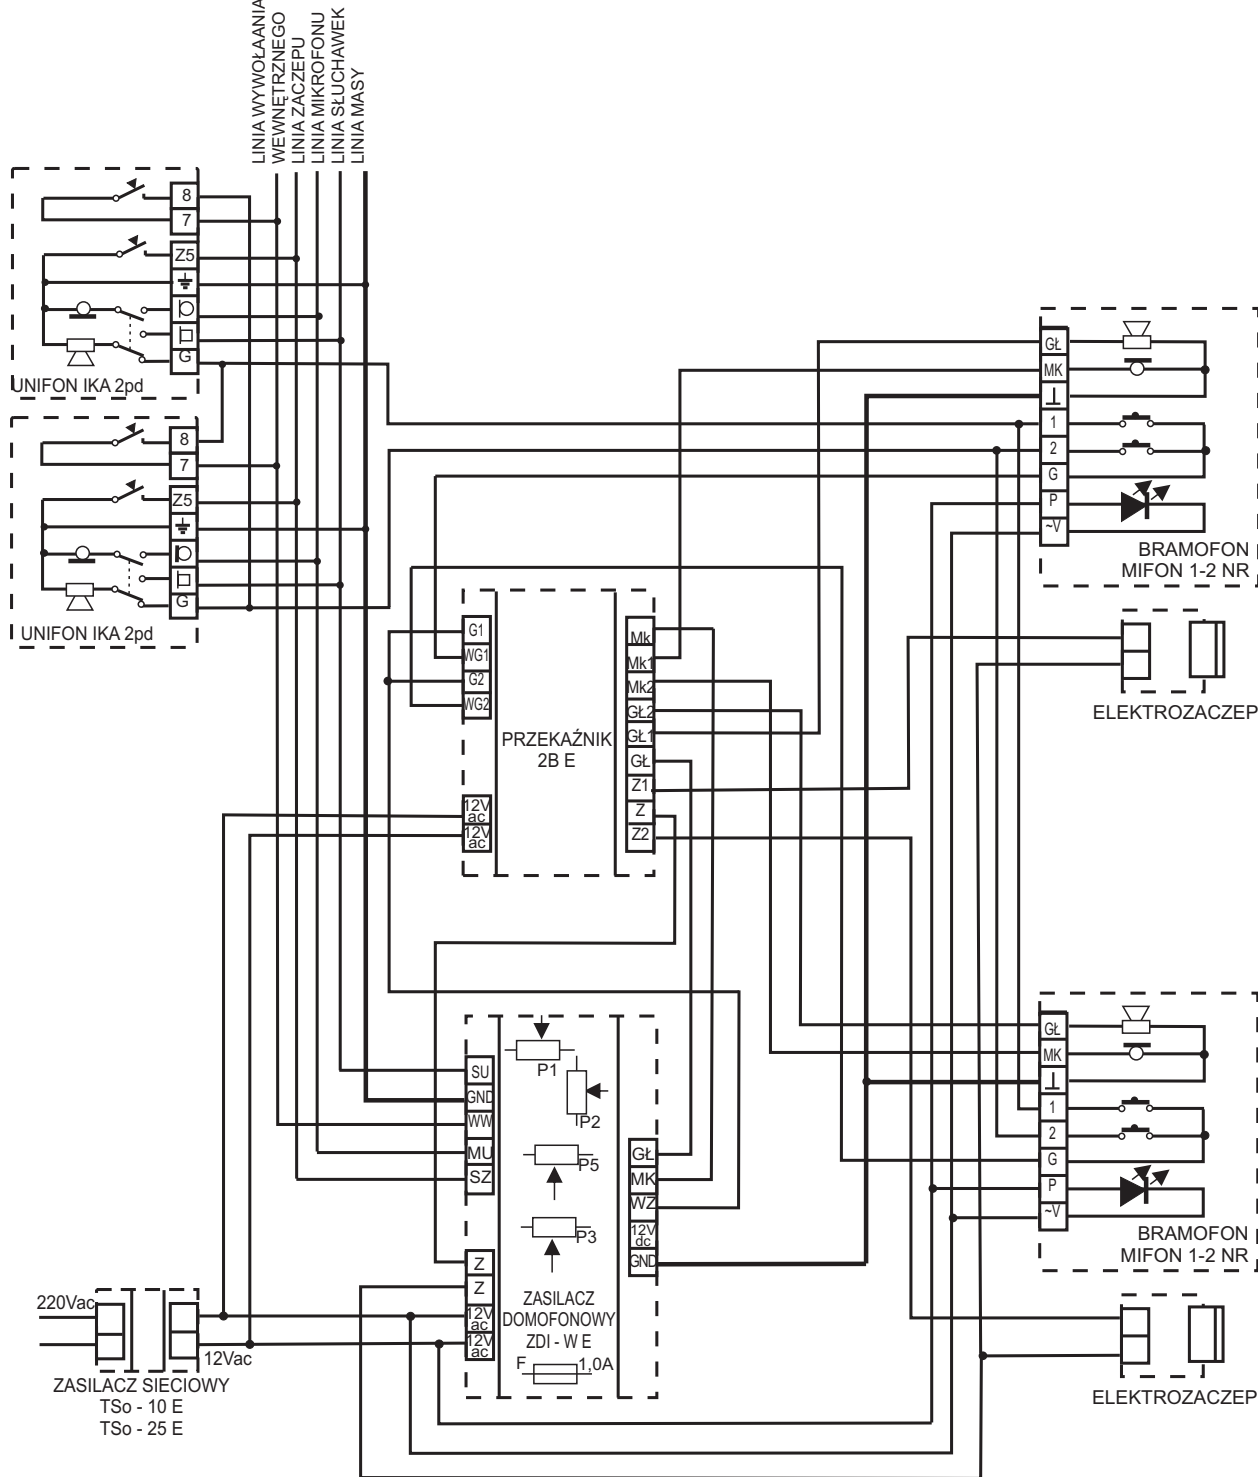 LINIA WYWOŁAANIA
WEWNĘTRZNEGO
LINIA ZACZEPU
LINIA MIKROFONU
LINIA SŁUCHAWEK
LINIA MASY
8
7
Z5
G
UNIFON IKA 2pd
8
7
Z5
G
UNIFON IKA 2pd
GŁ
MK
1
2
G
P
~V
BRAMOFON
MIFON 1-2 NR
ELEKTROZACZEP
G1
WG1
G2
WG2
12V
ac
12V
ac
PRZEKAŹNIK
2B E
Mk
Mk1
Mk2
GŁ2
GŁ1
GŁ
Z1
Z
Z2
SU
GND
WW
MU
SZ
Z
Z
12V
ac
12V
ac
P1
P2
P5
P3
ZASILACZ
DOMOFONOWY
ZDI - W E
F 1,0A
GŁ
MK
WZ
12V
dc
GND
GŁ
MK
1
2
G
P
~V
BRAMOFON
MIFON 1-2 NR
ELEKTROZACZEP
220Vac
12Vac
ZASILACZ SIECIOWY
TSo - 10 E
TSo - 25 E